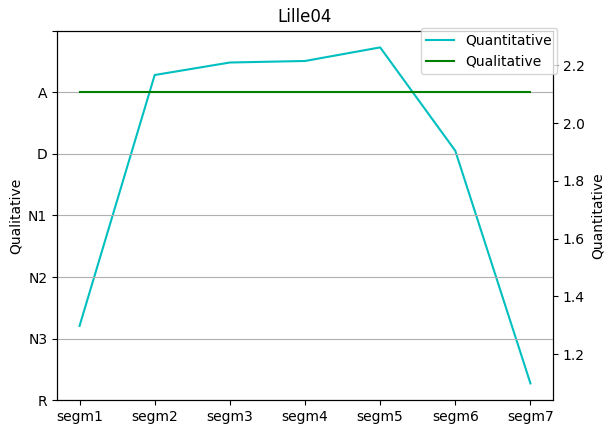 Lille04
Quantitative
Qualitative
A
D
N1
N2
N3
R
Qualitative
2.2
2.0
1.8
1.6
1.4
1.2
Quantitative
segm1 segm2 segm3 segm4 segm5 segm6 segm7